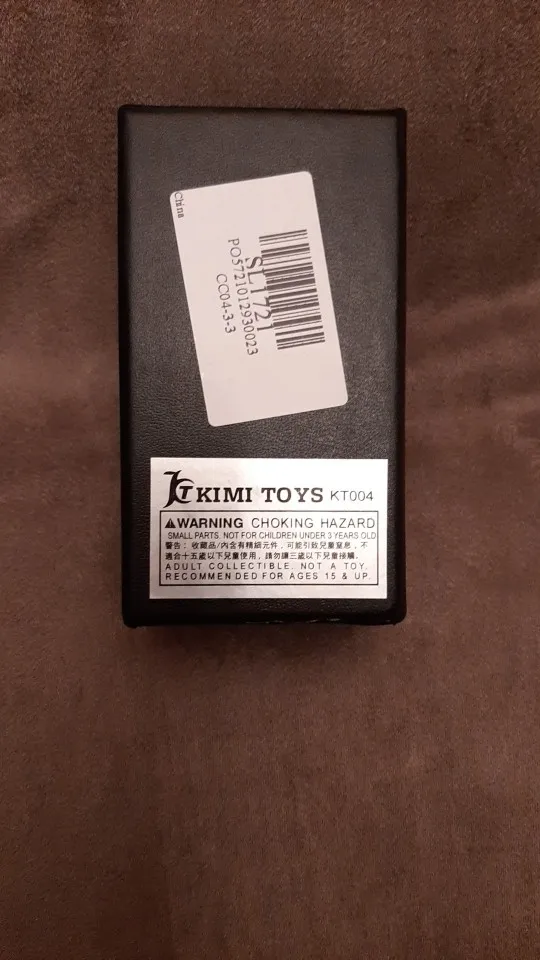 China
SL1721
PO5721012930023
CC04-3-3
KT KIMI TOYS KT004
WARNING CHOKING HAZARD
SMALL PARTS. NOT FOR CHILDREN UNDER 3 YEARS OLD
警告：收藏品/內含有精細元件，可能引致兒童窒息，不
適合十五歲以下兒童使用，請勿讓三歲以下兒童接觸。
ADULT COLLECTIBLE. NOT A TOY.
RECOMMENDED FOR AGES 15 & UP.